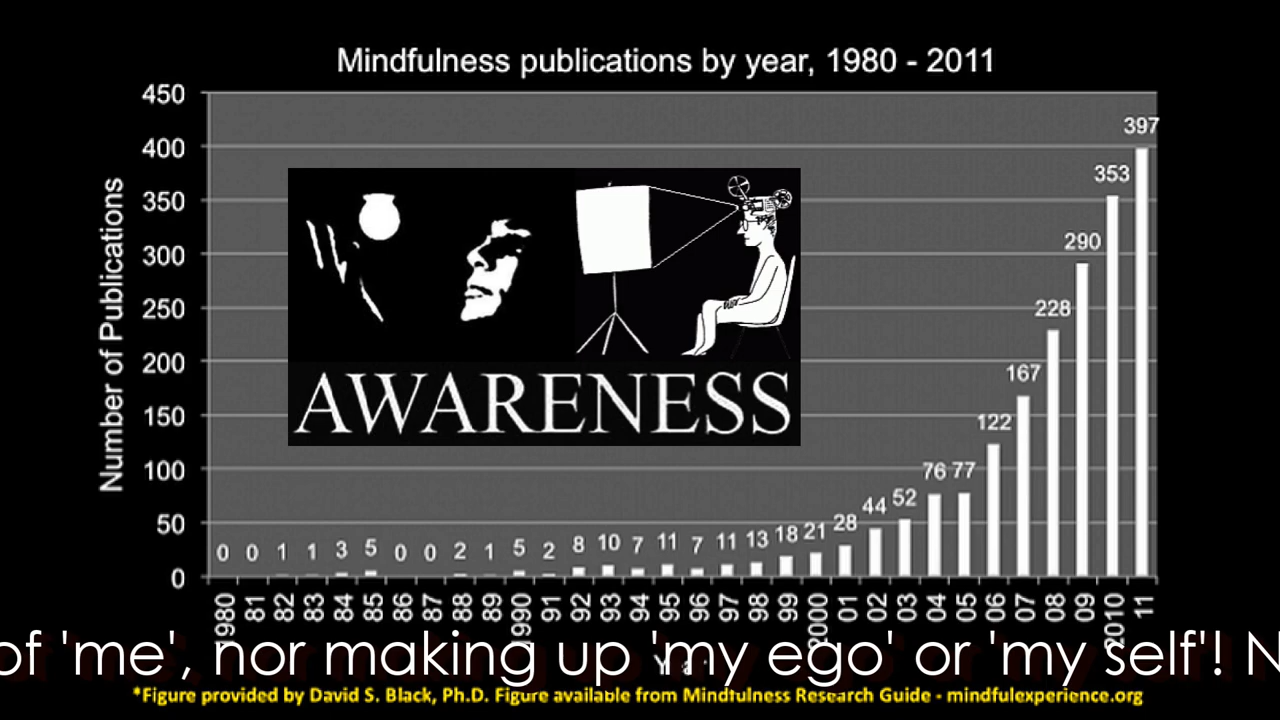 Mindfulness publications by year, 1980 - 2011
Number of Publications
450
400
350
300
250
200
150
100
50
0
0 0 1 1 3 5 0 0 2 1 5 2 8 10 7 11 7 11 13 18 21 28 44 52 76 77 122 167 228 290 353 397
AWARENESS
1980 81 82 83 84 85 86 87 88 89 1990 91 92 93 94 95 96 97 98 99 2000 01 02 03 04 05 06 07 08 09 2010 11
of 'me', nor making up 'my ego' or 'my self'! N
*Figure provided by David S. Black, Ph.D. Figure available from Mindfulness Research Guide - mindfulexperience.org